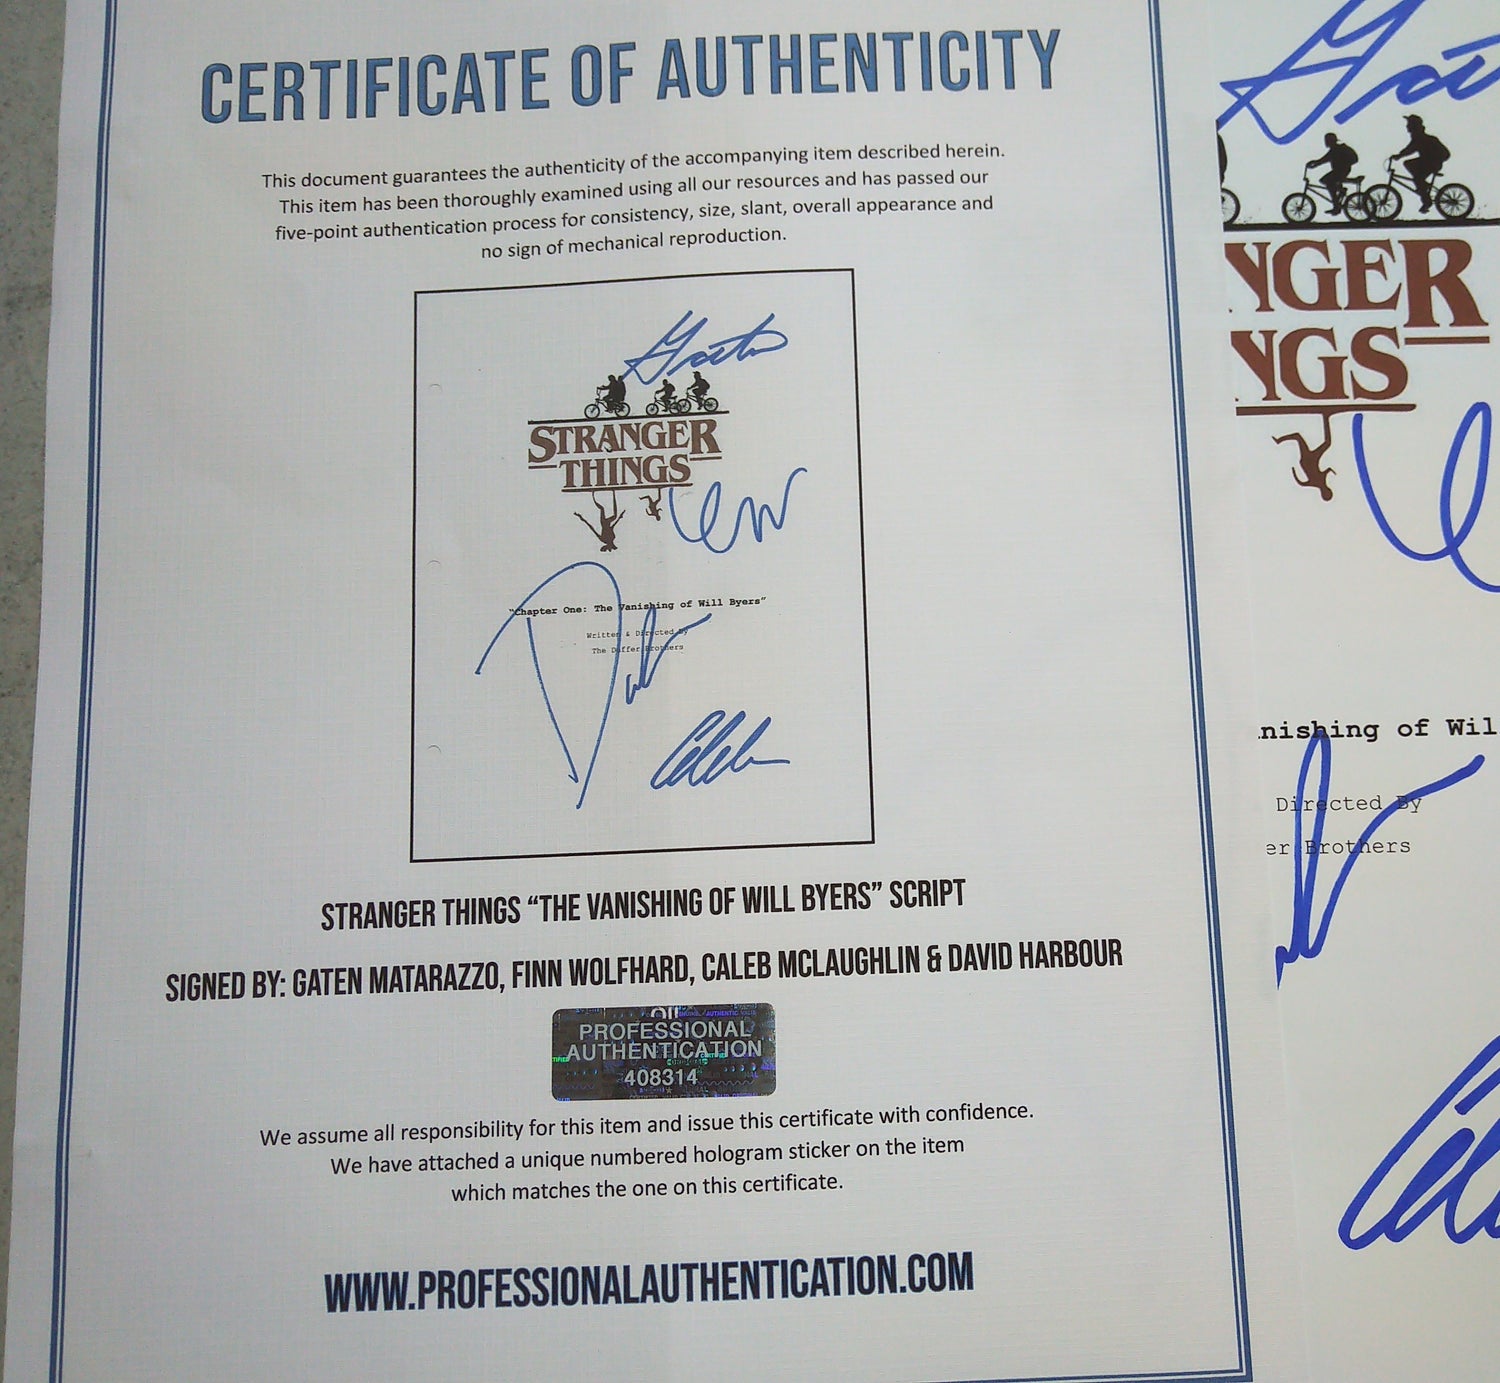 CERTIFICATE OF AUTHENTICITY
This document guarantees the authenticity of the accompanying item described herein.
This item has been thoroughly examined using all our resources and has passed our
five-point authentication process for consistency, size, slant, overall appearance and
no sign of mechanical reproduction.
Gaten
STRANGER
THINGS
"Chapter One: The Vanishing of Will Byers"
Written & Directed By
The Duffer Brothers
STRANGER THINGS “THE VANISHING OF WILL BYERS” SCRIPT
SIGNED BY: GATEN MATARAZZO, FINN WOLFHARD, CALEB MCLAUGHLIN & DAVID HARBOUR
PROFESSIONAL
AUTHENTICATION
408314
We assume all responsibility for this item and issue this certificate with confidence.
We have attached a unique numbered hologram sticker on the item
which matches the one on this certificate.
WWW.PROFESSIONALAUTHENTICATION.COM
NGER
NGS
nishing of Wil
Directed By
er Brothers